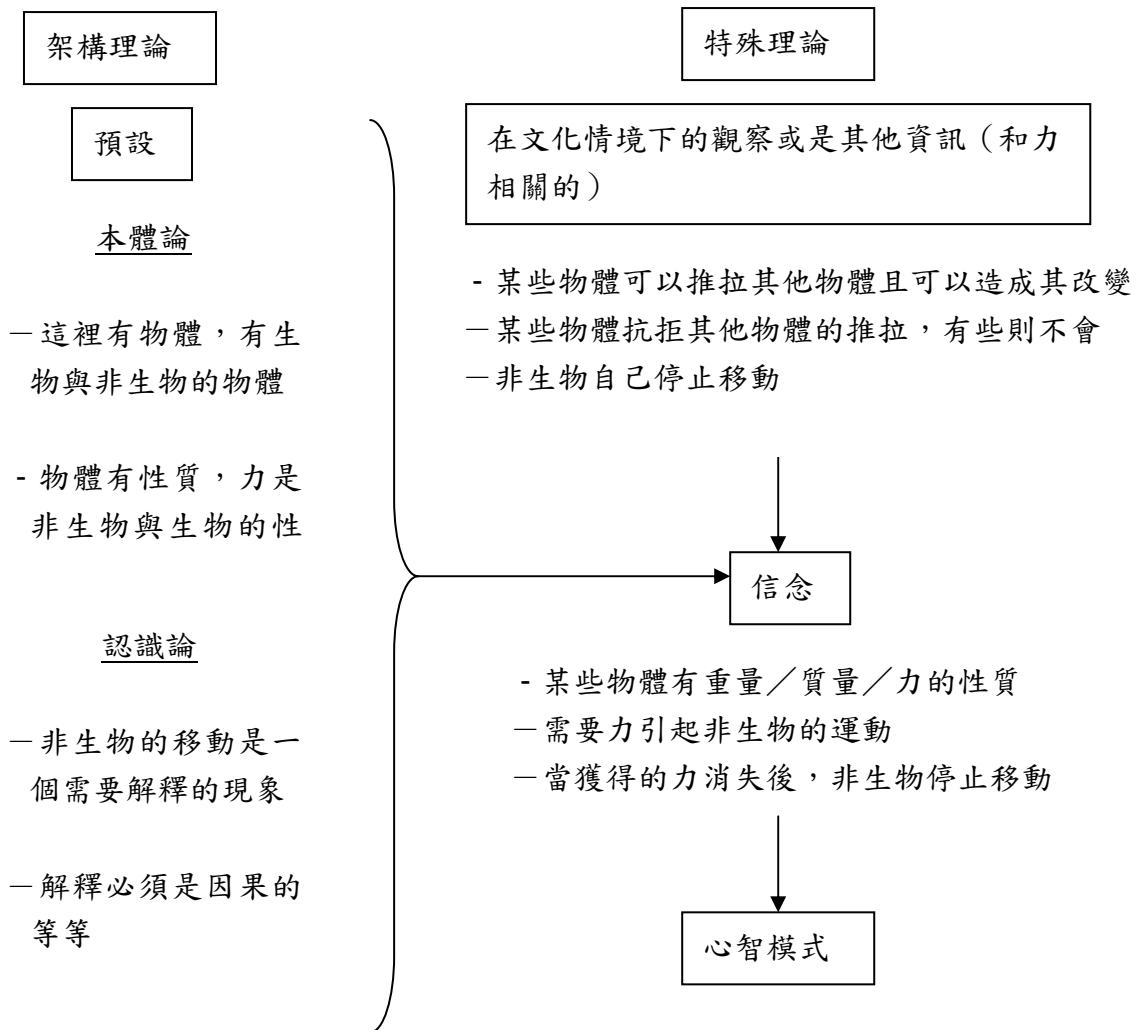 架構理論
預設
本體論
－這裡有物體，有生
物與非生物的物體
- 物體有性質，力是
非生物與生物的性
認識論
－非生物的移動是一
個需要解釋的現象
－解釋必須是因果的
等等
特殊理論
在文化情境下的觀察或是其他資訊（和力
相關的）
- 某些物體可以推拉其他物體且可以造成其改變
－某些物體抗拒其他物體的推拉，有些則不會
－非生物自己停止移動
信念
- 某些物體有重量／質量／力的性質
－需要力引起非生物的運動
－當獲得的力消失後，非生物停止移動
心智模式